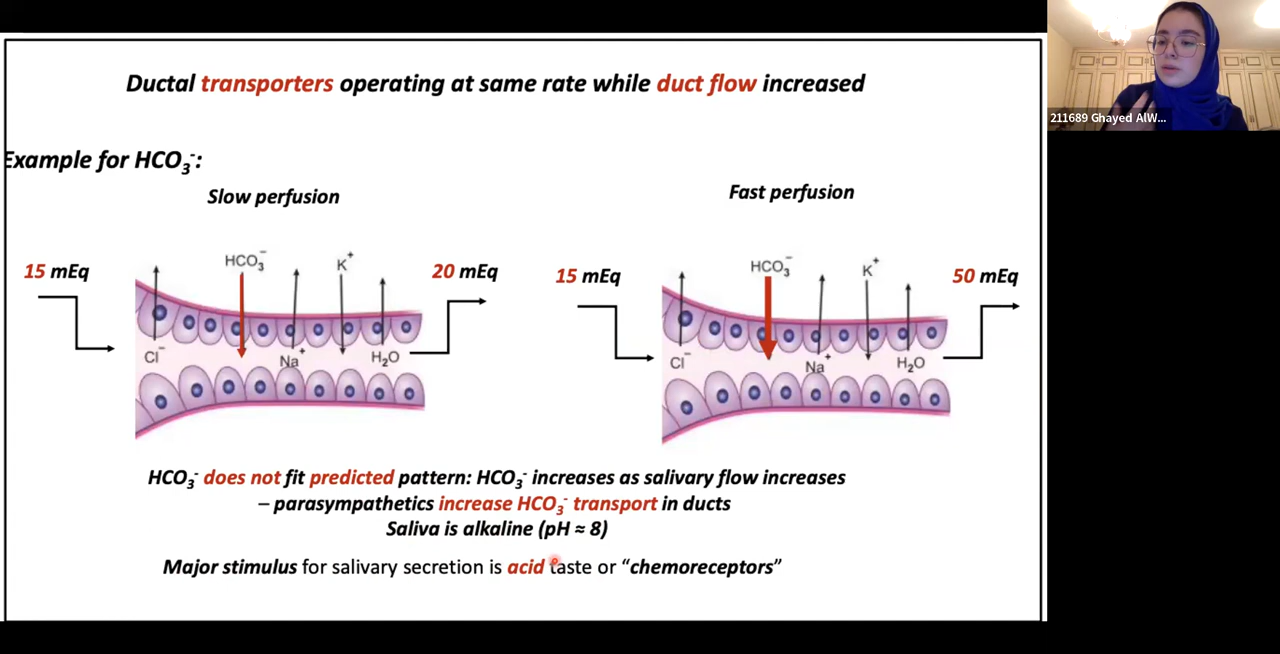 Ductal transporters operating at same rate while duct flow increased
Example for HCO₃⁻:
Slow perfusion
Fast perfusion
15 mEq
HCO₃⁻
K⁺
20 mEq
Cl⁻
Na⁺
H₂O
15 mEq
HCO₃⁻
K⁺
50 mEq
Cl⁻
Na⁺
H₂O
HCO₃⁻ does not fit predicted pattern: HCO₃⁻ increases as salivary flow increases
– parasympathetics increase HCO₃⁻ transport in ducts
Saliva is alkaline (pH ≈ 8)
Major stimulus for salivary secretion is acid taste or “chemoreceptors”
211689 Ghayed AlW...